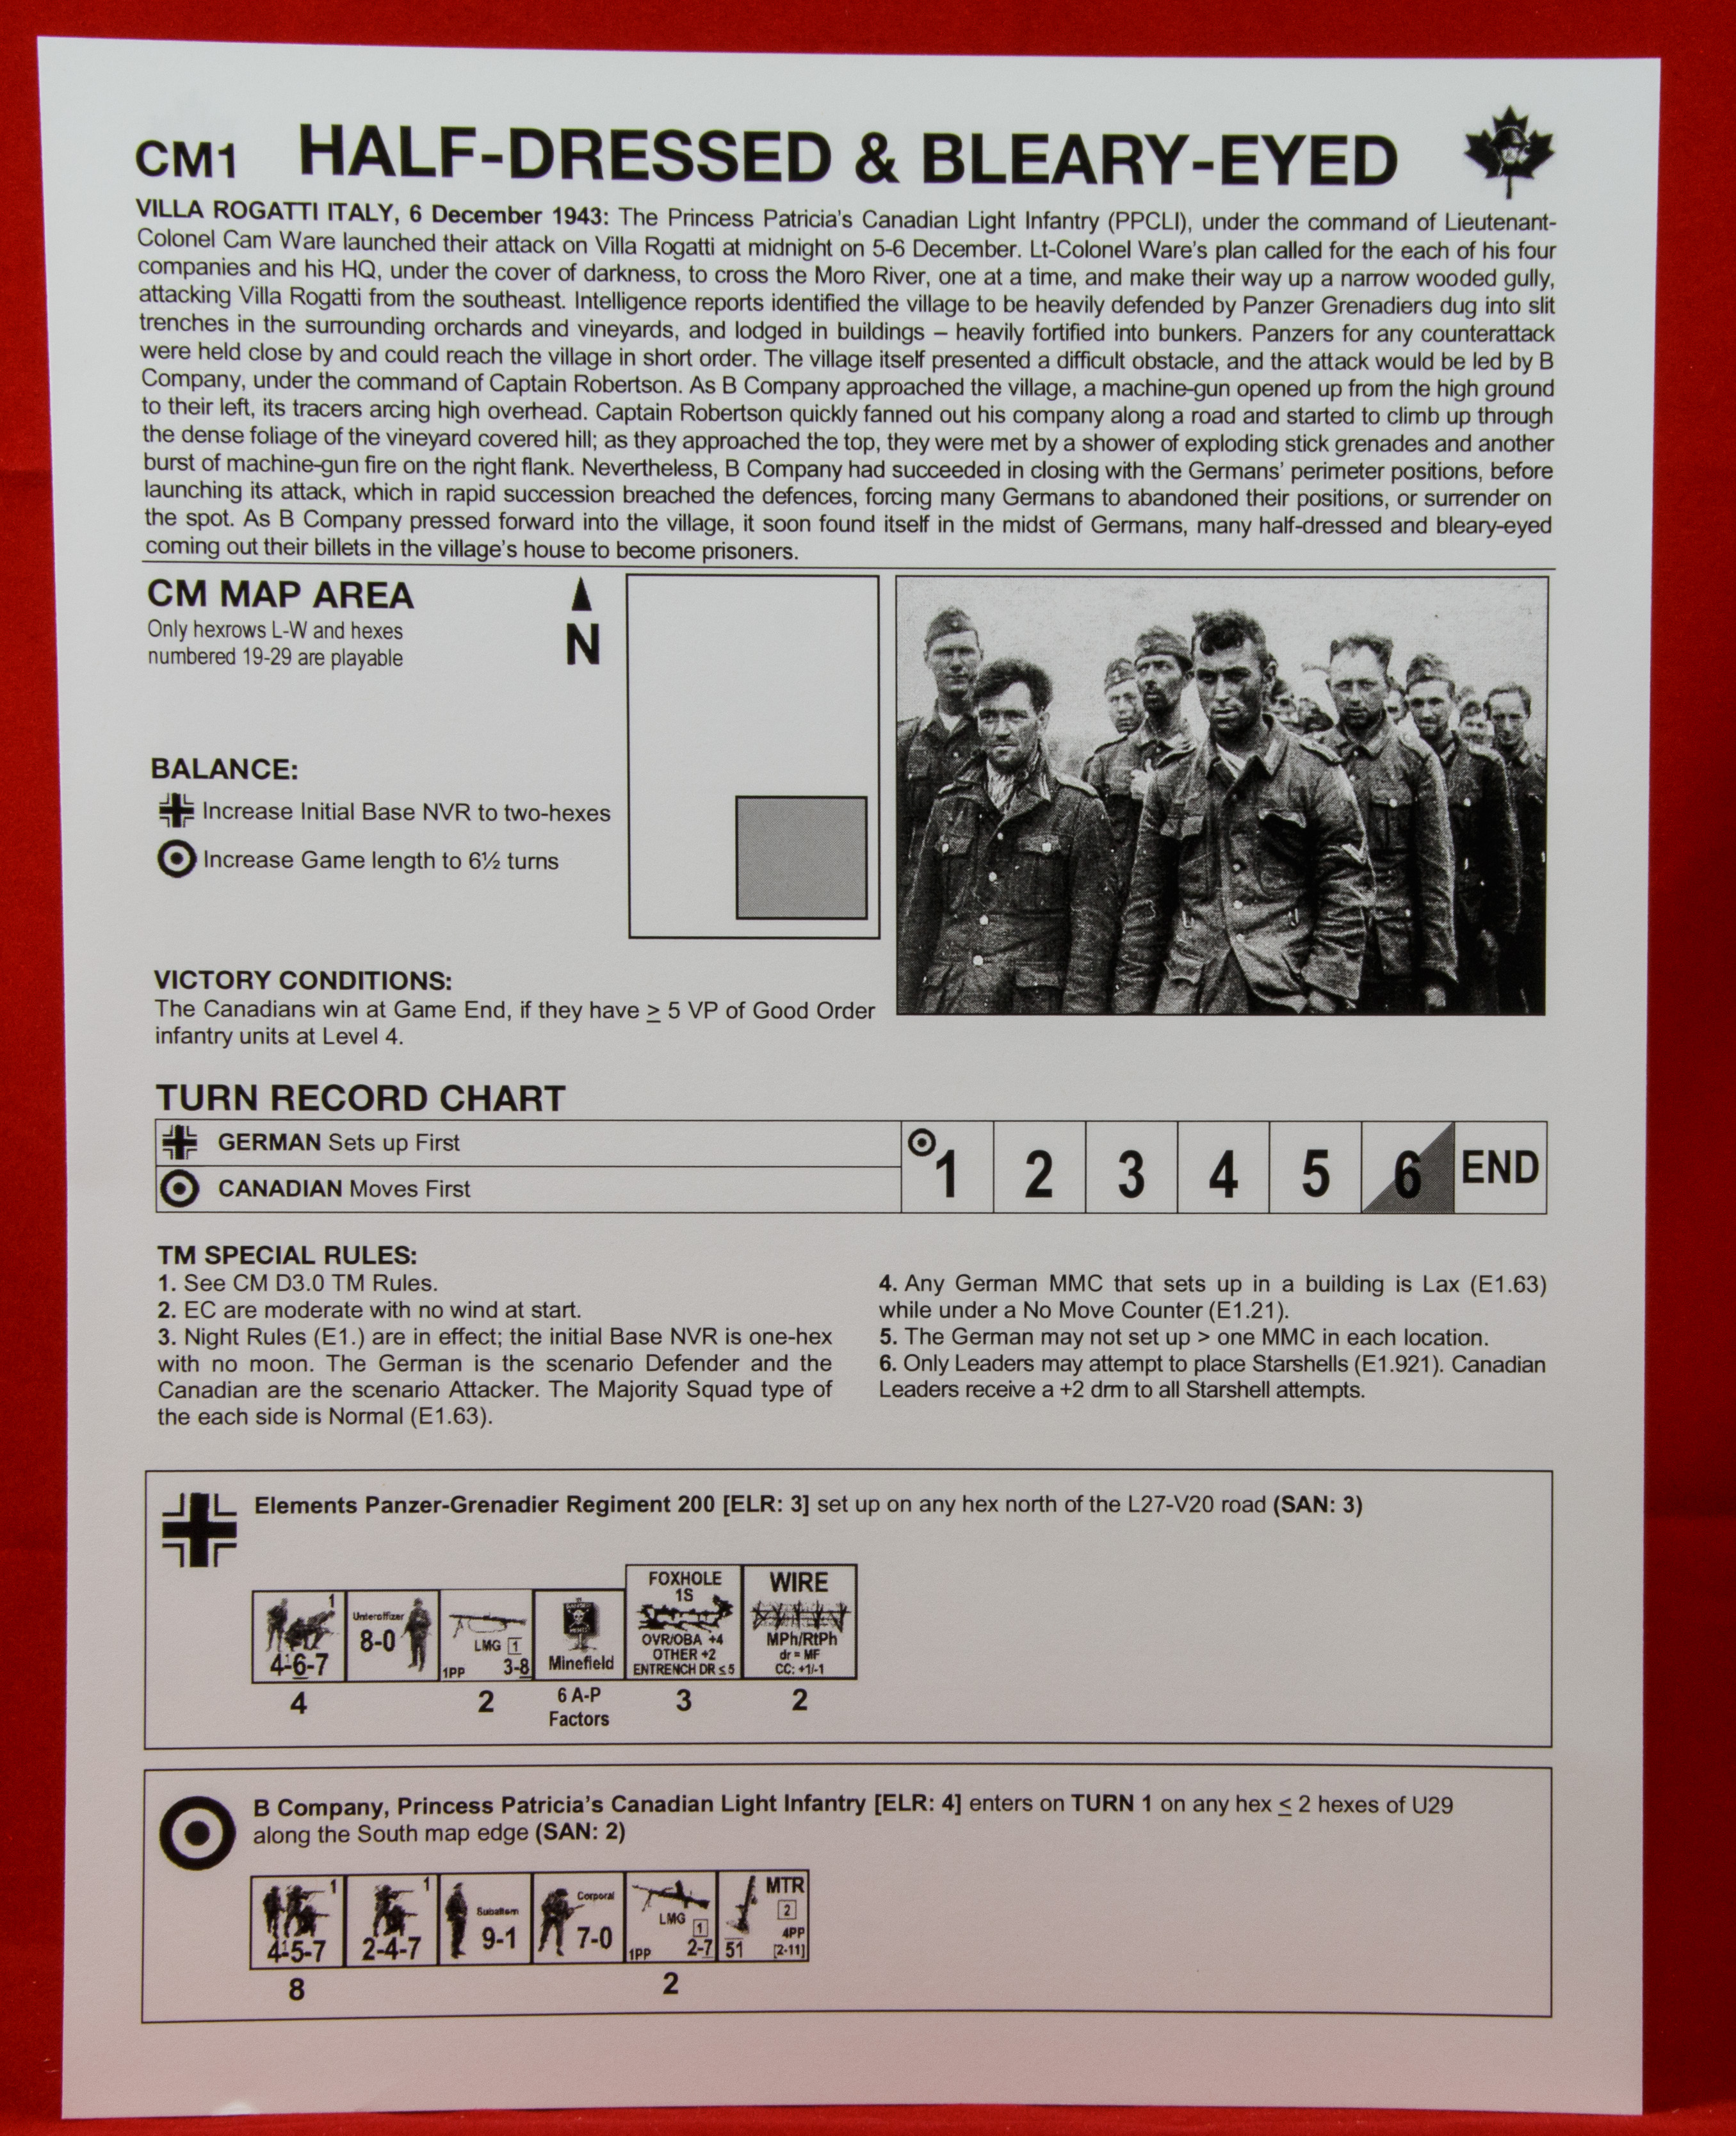 CM1 HALF-DRESSED & BLEARY-EYED
VILLA ROGATTI ITALY, 6 December 1943: The Princess Patricia's Canadian Light Infantry (PPCLI), under the command of Lieutenant-
Colonel Cam Ware launched their attack on Villa Rogatti at midnight on 5-6 December. Lt-Colonel Ware's plan called for the each of his four
companies and his HQ, under the cover of darkness, to cross the Moro River, one at a time, and make their way up a narrow wooded gully,
attacking Villa Rogatti from the southeast. Intelligence reports identified the village to be heavily defended by Panzer Grenadiers dug into slit
trenches in the surrounding orchards and vineyards, and lodged in buildings – heavily fortified into bunkers. Panzers for any counterattack
were held close by and could reach the village in short order. The village itself presented a difficult obstacle, and the attack would be led by B
Company, under the command of Captain Robertson. As B Company approached the village, a machine-gun opened up from the high ground
to their left, its tracers arcing high overhead. Captain Robertson quickly fanned out his company along a road and started to climb up through
the dense foliage of the vineyard covered hill; as they approached the top, they were met by a shower of exploding stick grenades and another
burst of machine-gun fire on the right flank. Nevertheless, B Company had succeeded in closing with the Germans' perimeter positions, before
launching its attack, which in rapid succession breached the defences, forcing many Germans to abandoned their positions, or surrender on
the spot. As B Company pressed forward into the village, it soon found itself in the midst of Germans, many half-dressed and bleary-eyed
coming out their billets in the village's house to become prisoners.
CM MAP AREA
Only hexrows L-W and hexes
numbered 19-29 are playable
N
BALANCE:
Increase Initial Base NVR to two-hexes
Increase Game length to 6½ turns
VICTORY CONDITIONS:
The Canadians win at Game End, if they have ≥ 5 VP of Good Order
infantry units at Level 4.
TURN RECORD CHART
GERMAN Sets up First
CANADIAN Moves First
1 2 3 4 5 6 END
TM SPECIAL RULES:
1. See CM D3.0 TM Rules.
2. EC are moderate with no wind at start.
3. Night Rules (E1.) are in effect; the initial Base NVR is one-hex
with no moon. The German is the scenario Defender and the
Canadian are the scenario Attacker. The Majority Squad type of
the each side is Normal (E1.63).
4. Any German MMC that sets up in a building is Lax (E1.63)
while under a No Move Counter (E1.21).
5. The German may not set up > one MMC in each location.
6. Only Leaders may attempt to place Starshells (E1.921). Canadian
Leaders receive a +2 drm to all Starshell attempts.
Elements Panzer-Grenadier Regiment 200 [ELR: 3] set up on any hex north of the L27-V20 road (SAN: 3)
1
4-6-7
Unteroffizer
8-0
LMG 1
1PP 3-8
Minefield
FOXHOLE
1S
OVR/OBA +4
OTHER +2
ENTRENCH DR ≤ 5
WIRE
MPh/RtPh
dr = MF
CC: +1/-1
4 2 6 A-P
Factors 3 2
B Company, Princess Patricia's Canadian Light Infantry [ELR: 4] enters on TURN 1 on any hex ≤ 2 hexes of U29
along the South map edge (SAN: 2)
1
4-5-7
1
2-4-7
Subaltern
9-1
Corporal
7-0
LMG 1
1PP 2-7
MTR
2
4PP
51 [2-11]
8 2